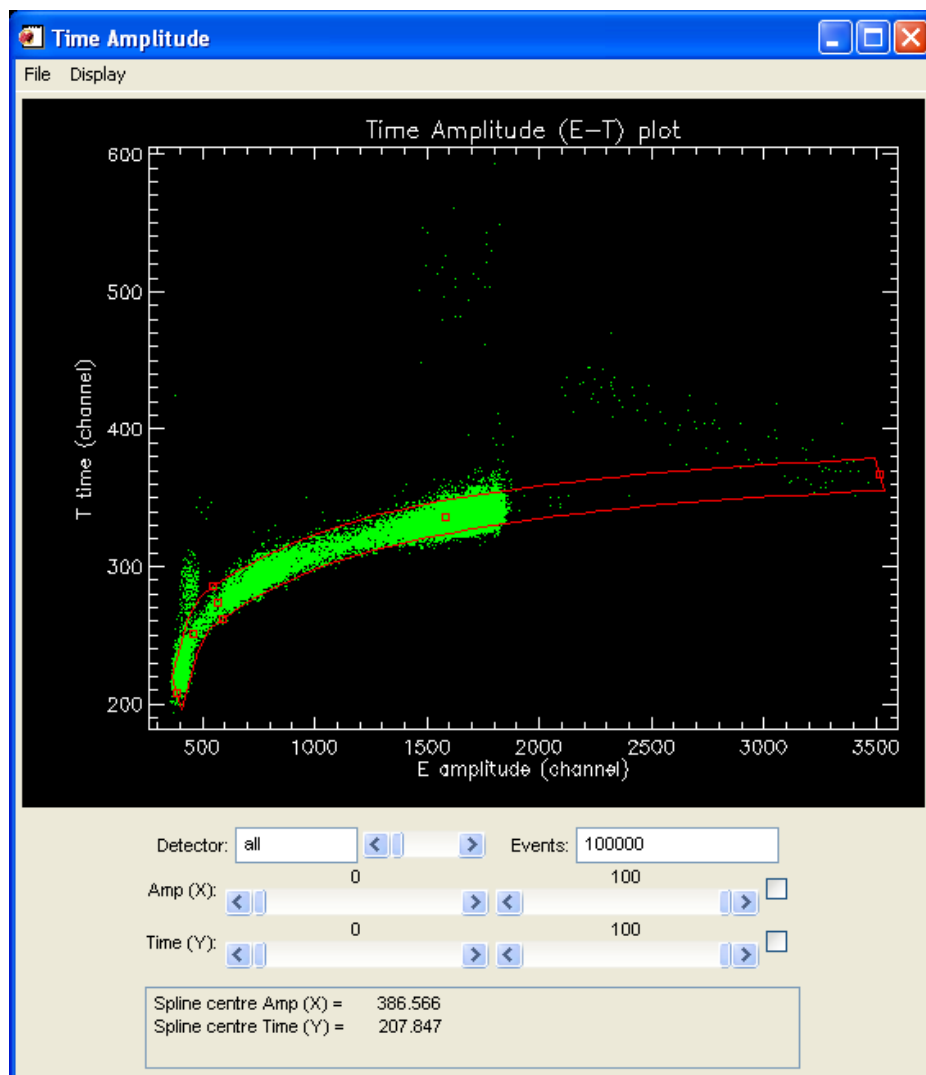 Time Amplitude
File Display
Time Amplitude (E-T) plot
600
500
400
300
200
T time (channel)
500 1000 1500 2000 2500 3000 3500
E amplitude (channel)
Detector: all Events: 100000
Amp (X): 0 100
Time (Y): 0 100
Spline centre Amp (X) = 386.566
Spline centre Time (Y) = 207.847